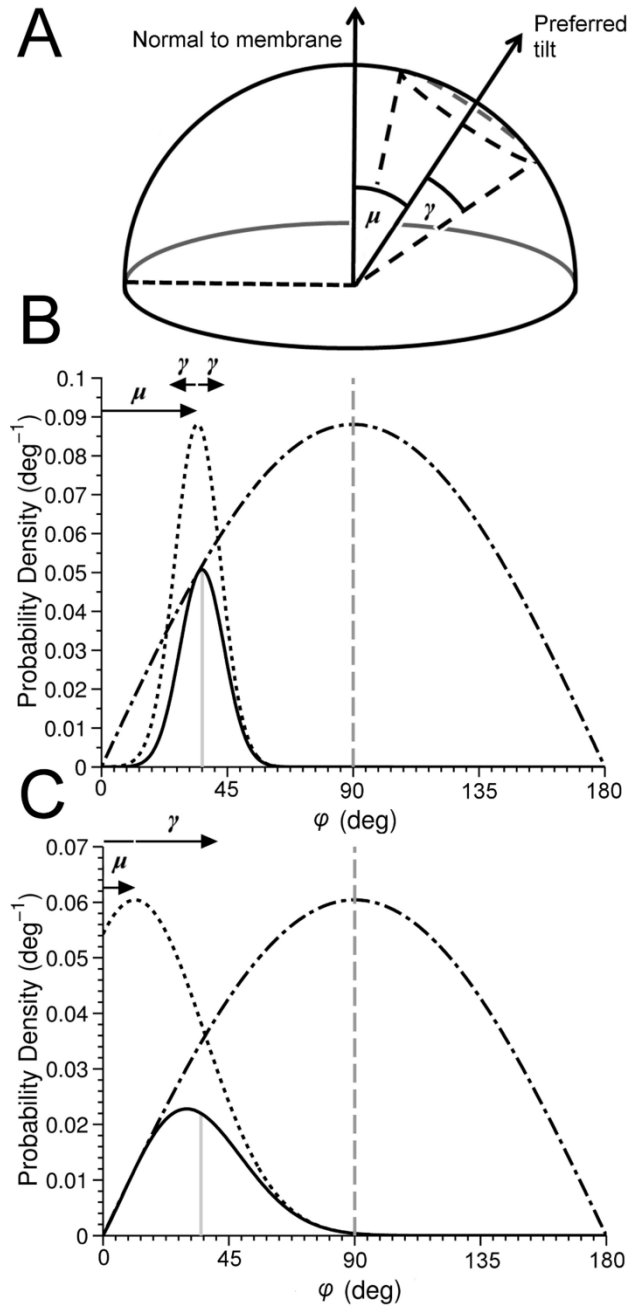 A
Normal to membrane
Preferred
tilt
μ
γ
B
γ γ
μ
Probability Density (deg⁻¹)
0.1
0.09
0.08
0.07
0.06
0.05
0.04
0.03
0.02
0.01
0
0 45 90 135 180
φ (deg)
C
γ
μ
Probability Density (deg⁻¹)
0.07
0.06
0.05
0.04
0.03
0.02
0.01
0
0 45 90 135 180
φ (deg)